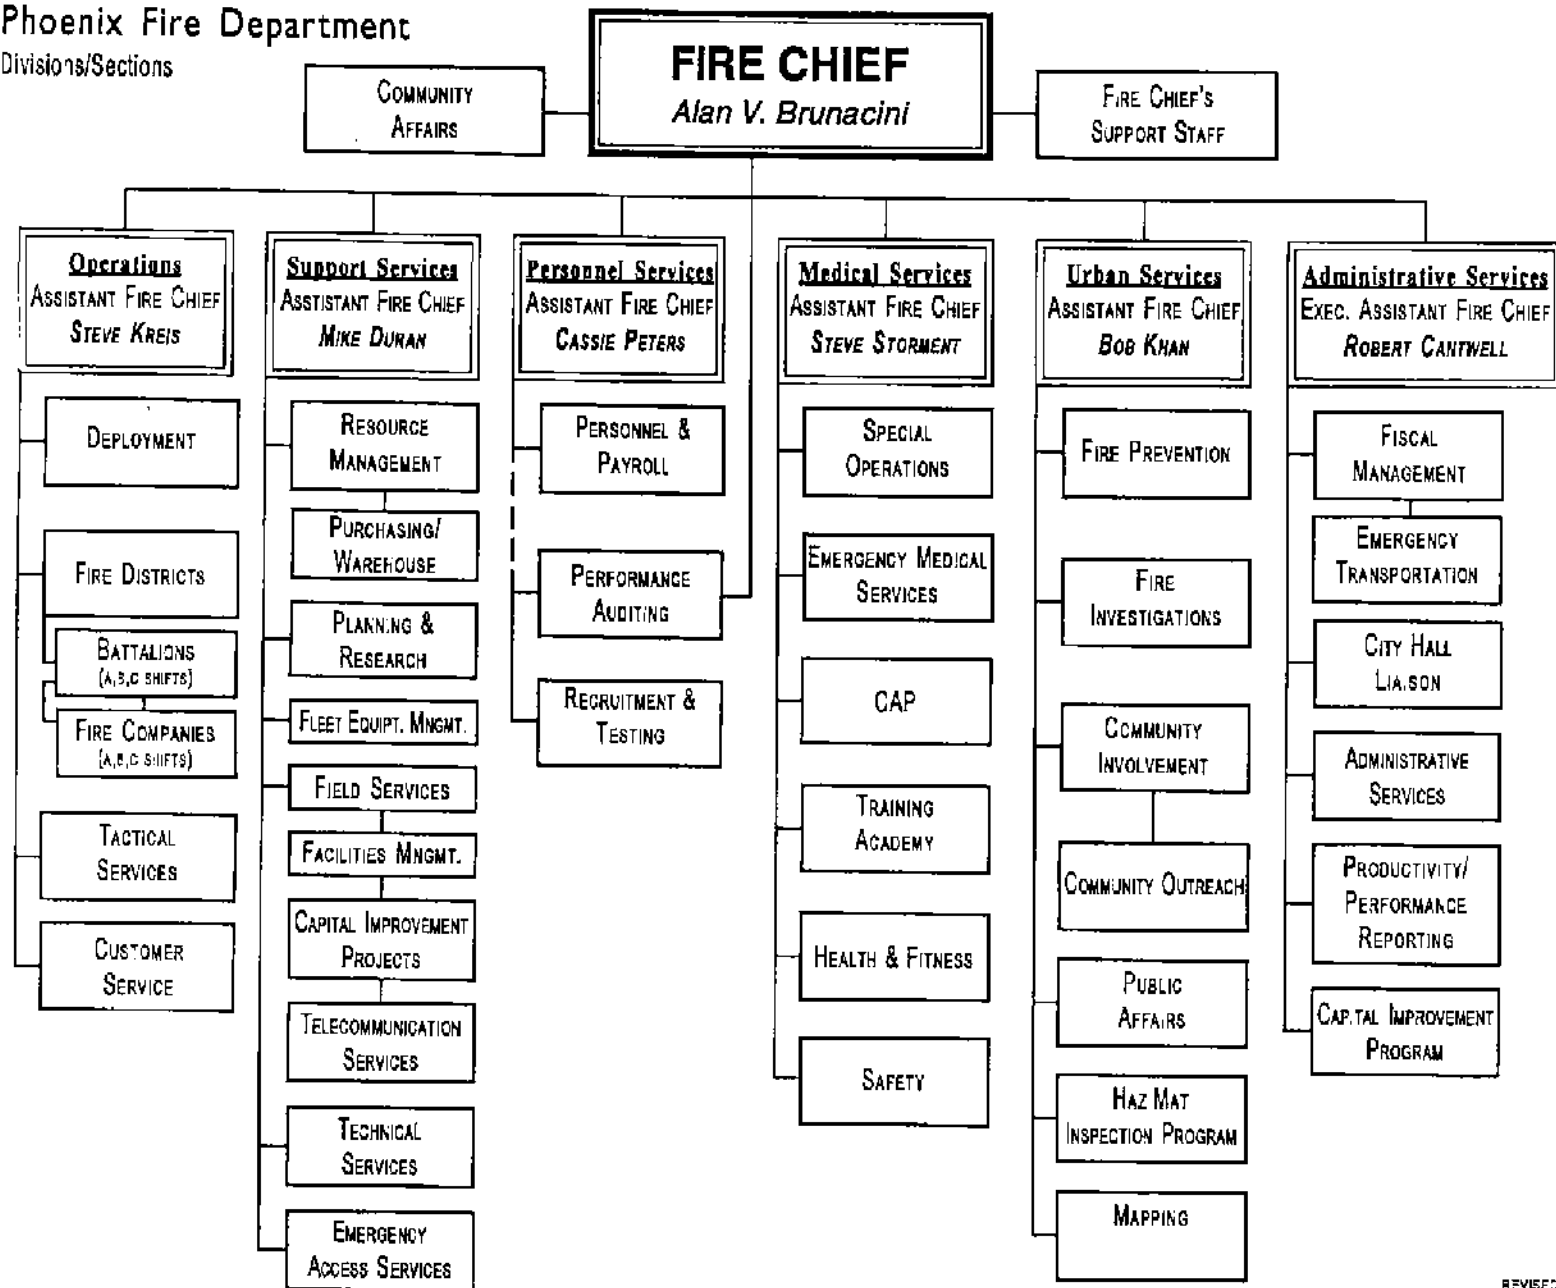 Phoenix Fire Department
Divisions/Sections
FIRE CHIEF
Alan V. Brunacini
COMMUNITY
AFFAIRS
FIRE CHIEF'S
SUPPORT STAFF
Operations
ASSISTANT FIRE CHIEF
STEVE KREIS
DEPLOYMENT
FIRE DISTRICTS
BATTALIONS
(A,B,C SHIFTS)
FIRE COMPANIES
(A,B,C SHIFTS)
TACTICAL
SERVICES
CUSTOMER
SERVICE
Support Services
ASSTISTANT FIRE CHIEF
MIKE DURAN
RESOURCE
MANAGEMENT
PURCHASING/
WAREHOUSE
PLANNING &
RESEARCH
FLEET EQUIPT. MNGMT.
FIELD SERVICES
FACILITIES MNGMT.
CAPITAL IMPROVEMENT
PROJECTS
TELECOMMUNICATION
SERVICES
TECHNICAL
SERVICES
EMERGENCY
ACCESS SERVICES
Personnel Services
ASSISTANT FIRE CHIEF
CASSIE PETERS
PERSONNEL &
PAYROLL
PERFORMANCE
AUDITING
RECRUITMENT &
TESTING
Medical Services
ASSISTANT FIRE CHIEF
STEVE STORMENT
SPECIAL
OPERATIONS
EMERGENCY MEDICAL
SERVICES
CAP
TRAINING
ACADEMY
HEALTH & FITNESS
SAFETY
Urban Services
ASSISTANT FIRE CHIEF
BOB KHAN
FIRE PREVENTION
FIRE
INVESTIGATIONS
COMMUNITY
INVOLVEMENT
COMMUNITY OUTREACH
PUBLIC
AFFAIRS
HAZ MAT
INSPECTION PROGRAM
MAPPING
Administrative Services
EXEC. ASSISTANT FIRE CHIEF
ROBERT CANTWELL
FISCAL
MANAGEMENT
EMERGENCY
TRANSPORTATION
CITY HALL
LIAISON
ADMINISTRATIVE
SERVICES
PRODUCTIVITY/
PERFORMANCE
REPORTING
CAPITAL IMPROVEMENT
PROGRAM
REVISED